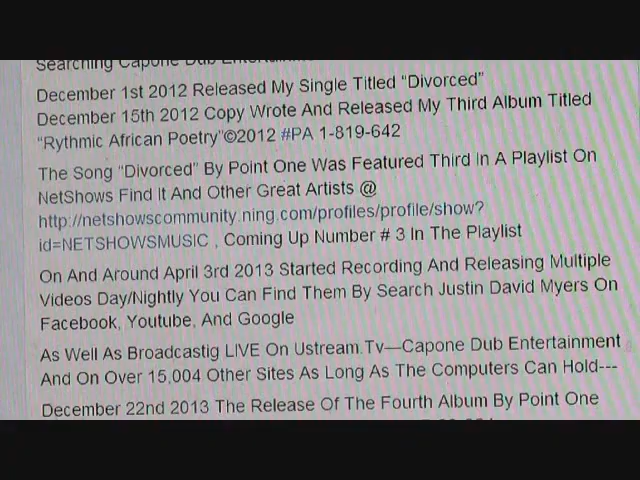 Searching Capone Dub Entertainm
December 1st 2012 Released My Single Titled "Divorced"
December 15th 2012 Copy Wrote And Released My Third Album Titled
"Rythmic African Poetry"©2012 #PA 1-819-642
The Song "Divorced" By Point One Was Featured Third In A Playlist On
NetShows Find It And Other Great Artists @
http://netshowscommunity.ning.com/profiles/profile/show?
id=NETSHOWSMUSIC , Coming Up Number # 3 In The Playlist
On And Around April 3rd 2013 Started Recording And Releasing Multiple
Videos Day/Nightly You Can Find Them By Search Justin David Myers On
Facebook, Youtube, And Google
As Well As Broadcastig LIVE On Ustream.Tv—Capone Dub Entertainment
And On Over 15,004 Other Sites As Long As The Computers Can Hold---
December 22nd 2013 The Release Of The Fourth Album By Point One